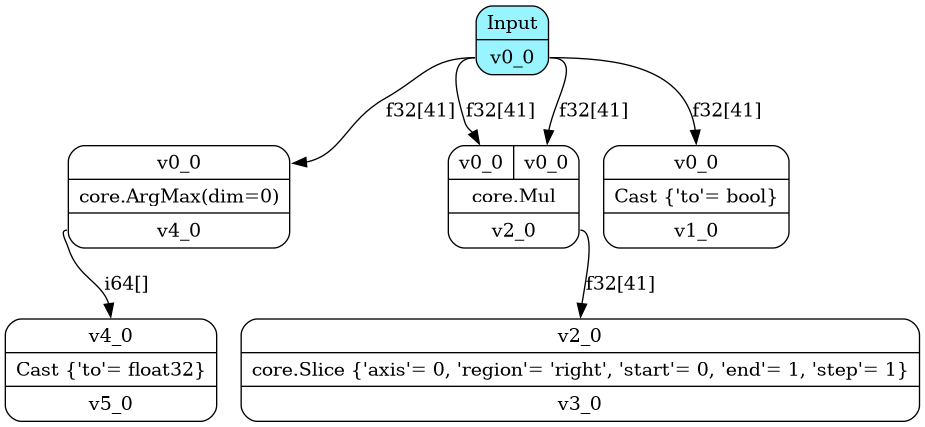 Input
v0_0
f32[41]
f32[41]
f32[41]
f32[41]
v0_0
core.ArgMax(dim=0)
v4_0
v0_0
v0_0
core.Mul
v2_0
v0_0
Cast {'to'= bool}
v1_0
i64[]
f32[41]
v4_0
Cast {'to'= float32}
v5_0
v2_0
core.Slice {'axis'= 0, 'region'= 'right', 'start'= 0, 'end'= 1, 'step'= 1}
v3_0